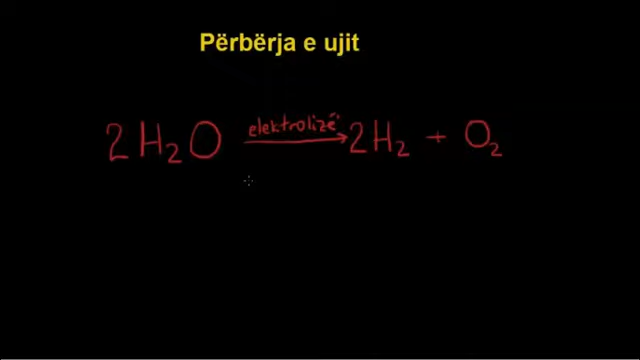 Përbërja e ujit
2H₂O elektrolizë → 2H₂ + O₂